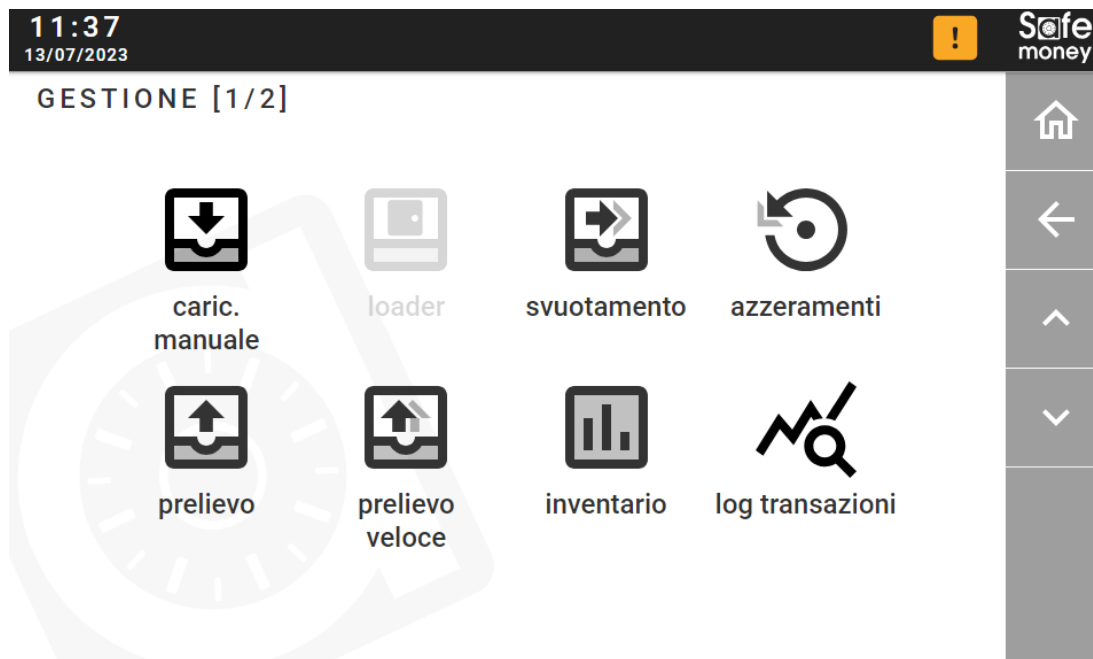 11:37
13/07/2023
!
Safe
money
GESTIONE [1/2]
caric.
manuale
loader
svuotamento
azzeramenti
prelievo
prelievo
veloce
inventario
log transazioni